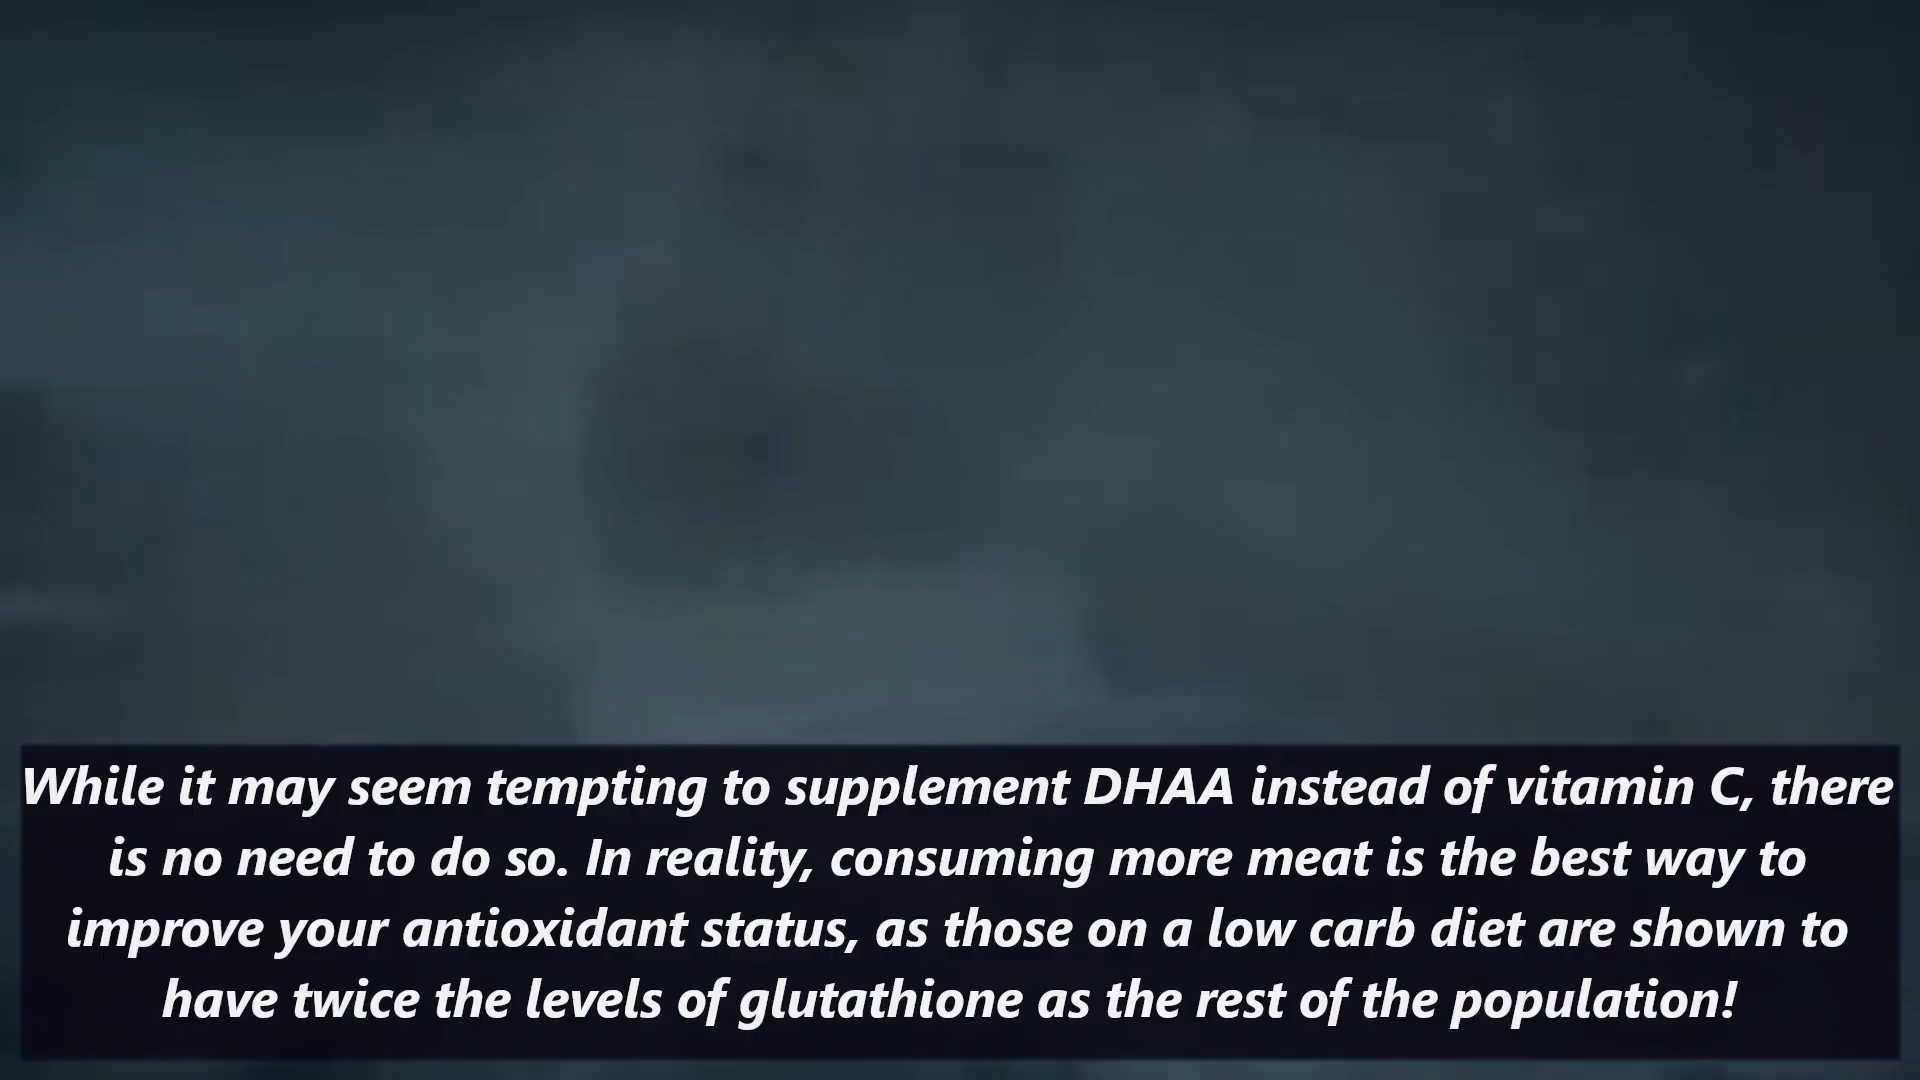 While it may seem tempting to supplement DHAA instead of vitamin C, there
is no need to do so. In reality, consuming more meat is the best way to
improve your antioxidant status, as those on a low carb diet are shown to
have twice the levels of glutathione as the rest of the population!